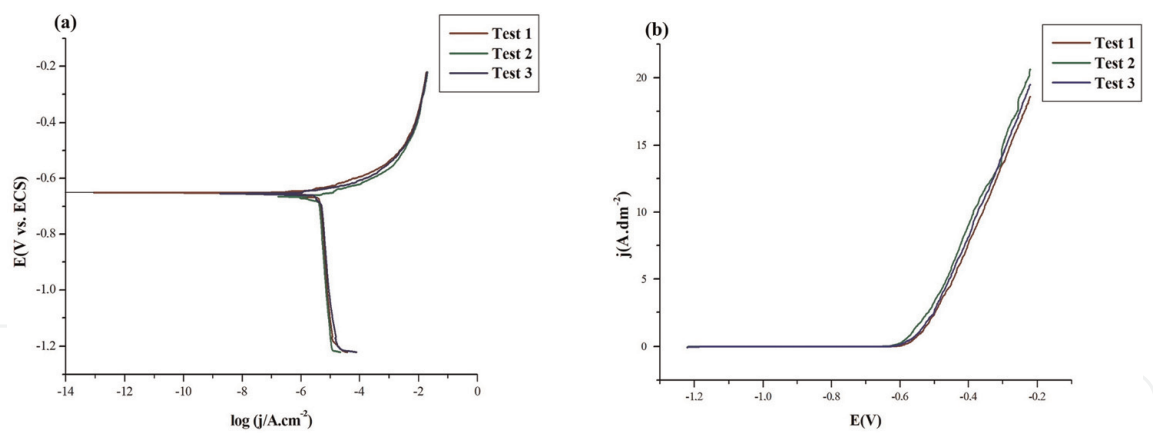 (a)
Test 1
Test 2
Test 3
-0.2
-0.4
-0.6
-0.8
-1.0
-1.2
E(V vs. ECS)
-14 -12 -10 -8 -6 -4 -2 0
log (j/A.cm-2)
(b)
Test 1
Test 2
Test 3
20
15
10
5
0
j(A.dm-2)
-1.2 -1.0 -0.8 -0.6 -0.4 -0.2
E(V)